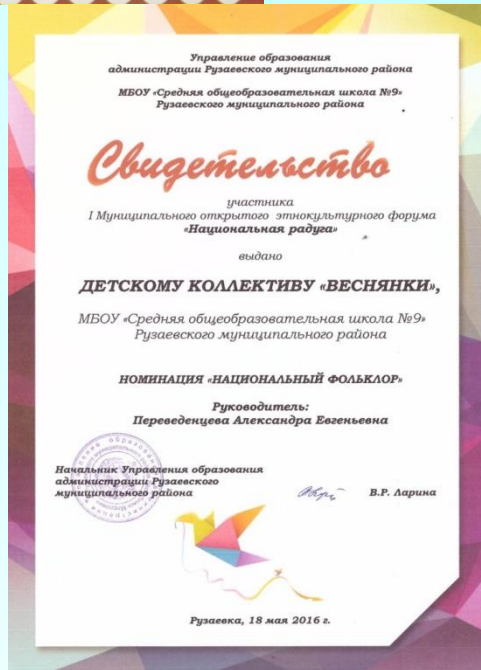 Управление образования
администрации Рузаевского муниципального района
МБОУ «Средняя общеобразовательная школа №9»
Рузаевского муниципального района
Свидетельство
участника
I Муниципального открытого этнокультурного форума
«Национальная радуга»
выдано
ДЕТСКОМУ КОЛЛЕКТИВУ «ВЕСНЯНКИ»,
МБОУ «Средняя общеобразовательная школа №9»
Рузаевского муниципального района
НОМИНАЦИЯ «НАЦИОНАЛЬНЫЙ ФОЛЬКЛОР»
Руководитель:
Переведенцева Александра Евгеньевна
Начальник Управления образования
администрации Рузаевского
муниципального района
В.Р. Ларина
Рузаевка, 18 мая 2016 г.